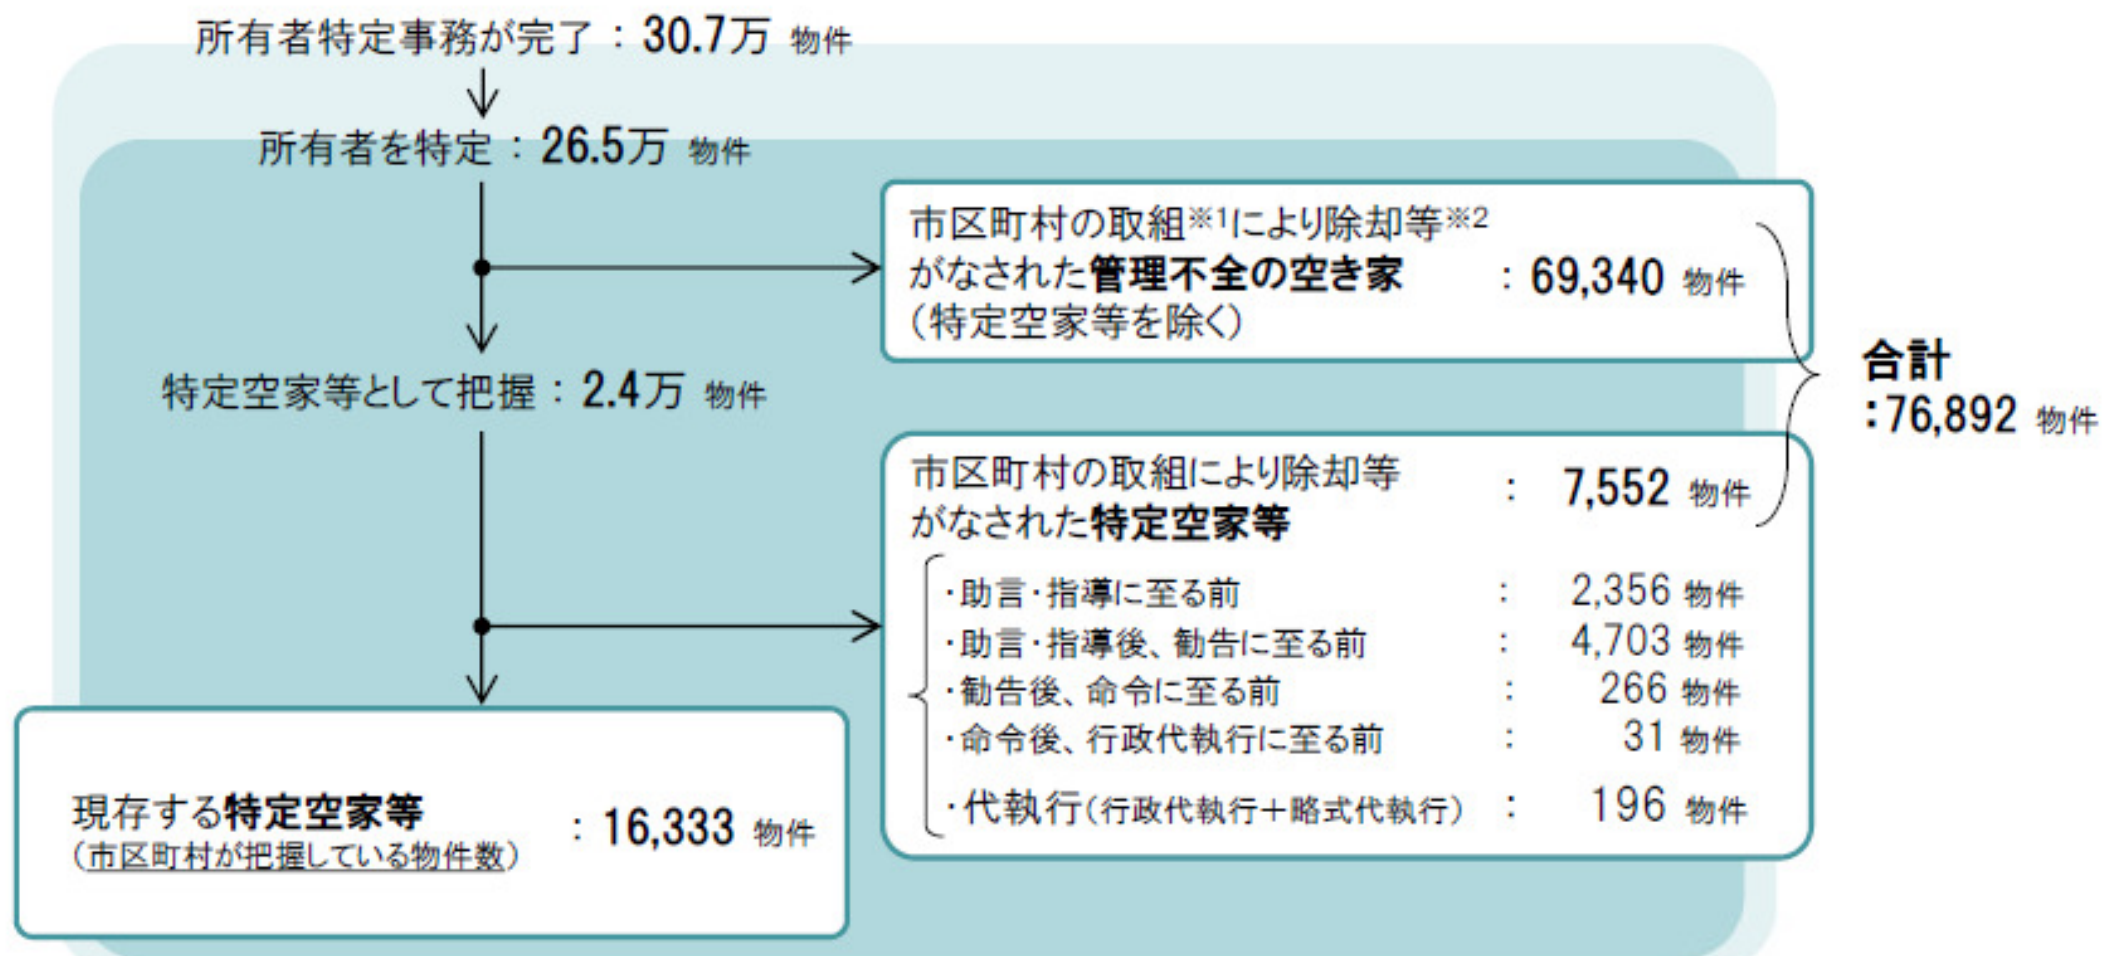 所有者特定事務が完了：30.7万 物件
所有者を特定：26.5万 物件
市区町村の取組※1により除却等※2
がなされた管理不全の空き家 ：69,340 物件
（特定空家等を除く）
特定空家等として把握：2.4万 物件
合計
：76,892 物件
市区町村の取組により除却等
がなされた特定空家等 ： 7,552 物件
・助言・指導に至る前 ： 2,356 物件
・助言・指導後、勧告に至る前 ： 4,703 物件
・勧告後、命令に至る前 ： 266 物件
・命令後、行政代執行に至る前 ： 31 物件
・代執行（行政代執行＋略式代執行） ： 196 物件
現存する特定空家等 ：16,333 物件
（市区町村が把握している物件数）